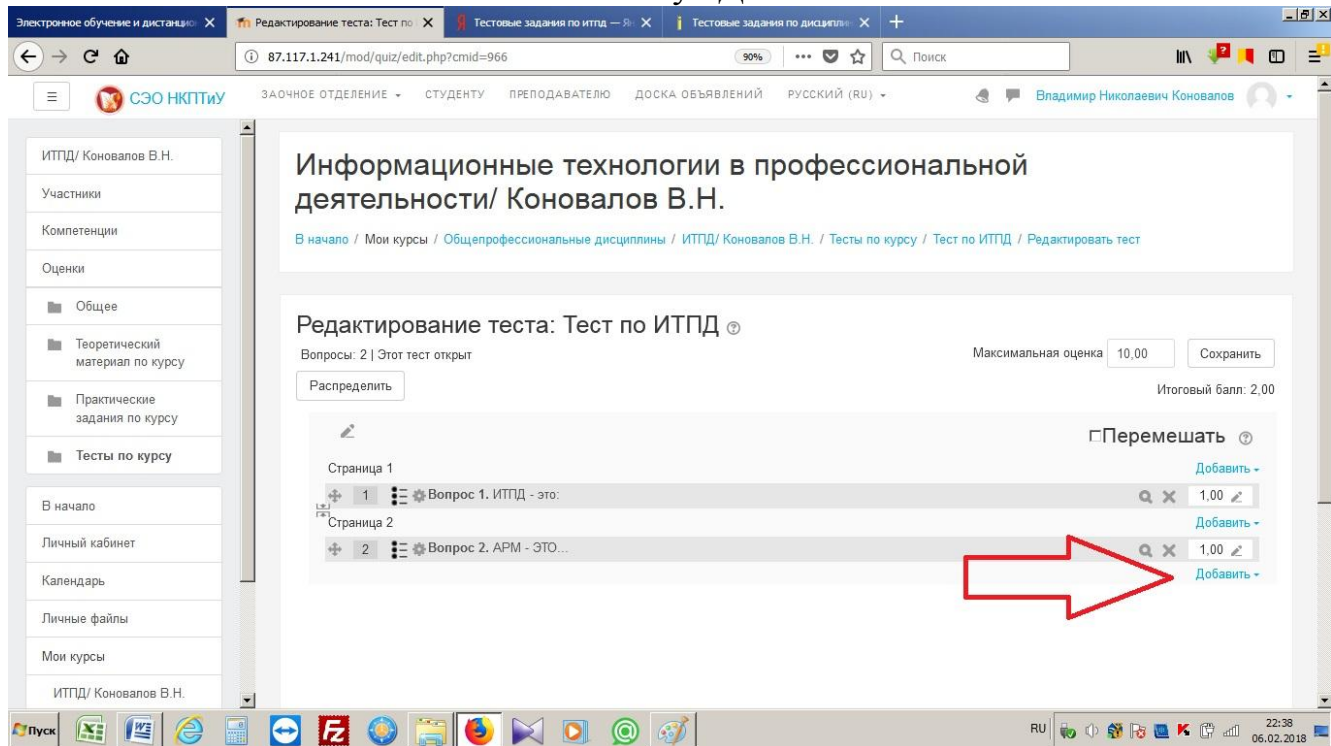 Электронное обучение и дистанцио
Редактирование теста: Тест по
Тестовые задания по итпд — Ян
Тестовые задания по дисциплин
87.117.1.241/mod/quiz/edit.php?cmid=966
90%
Поиск
СЭО НКПТиУ
ЗАОЧНОЕ ОТДЕЛЕНИЕ
СТУДЕНТУ
ПРЕПОДАВАТЕЛЮ
ДОСКА ОБЪЯВЛЕНИЙ
РУССКИЙ (RU)
Владимир Николаевич Коновалов
ИТПД/ Коновалов В.Н.
Участники
Компетенции
Оценки
Общее
Теоретический
материал по курсу
Практические
задания по курсу
Тесты по курсу
В начало
Личный кабинет
Календарь
Личные файлы
Мои курсы
ИТПД/ Коновалов В.Н.
Информационные технологии в профессиональной
деятельности/ Коновалов В.Н.
В начало / Мои курсы / Общепрофессиональные дисциплины / ИТПД/ Коновалов В.Н. / Тесты по курсу / Тест по ИТПД / Редактировать тест
Редактирование теста: Тест по ИТПД
Вопросы: 2 | Этот тест открыт
Максимальная оценка 10,00 Сохранить
Распределить
Итоговый балл: 2,00
Перемешать
Страница 1 Добавить
1 Вопрос 1. ИТПД - это: 1,00
Страница 2 Добавить
2 Вопрос 2. АРМ - ЭТО... 1,00
Добавить
Пуск
RU
22:38
06.02.2018